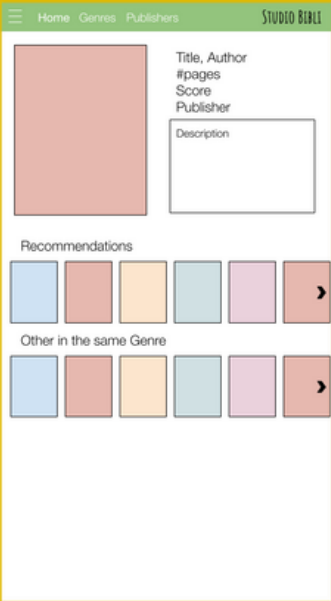 Home Genres Publishers STUDIO BIBLI
Title, Author
#pages
Score
Publisher
Description
Recommendations
Other in the same Genre